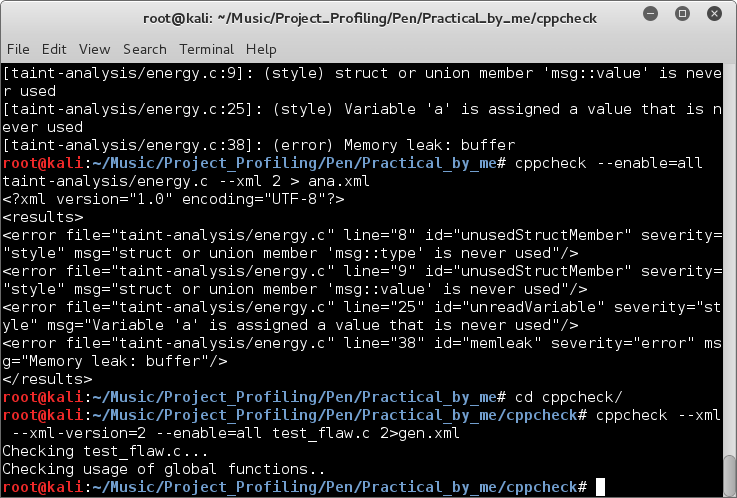 root@kali: ~/Music/Project_Profiling/Pen/Practical_by_me/cppcheck
File Edit View Search Terminal Help
[taint-analysis/energy.c:9]: (style) struct or union member 'msg::value' is neve
r used
[taint-analysis/energy.c:25]: (style) Variable 'a' is assigned a value that is n
ever used
[taint-analysis/energy.c:38]: (error) Memory leak: buffer
root@kali:~/Music/Project_Profiling/Pen/Practical_by_me# cppcheck --enable=all
taint-analysis/energy.c --xml 2 > ana.xml
<?xml version="1.0" encoding="UTF-8"?>
<results>
<error file="taint-analysis/energy.c" line="8" id="unusedStructMember" severity=
"style" msg="struct or union member 'msg::type' is never used"/>
<error file="taint-analysis/energy.c" line="9" id="unusedStructMember" severity=
"style" msg="struct or union member 'msg::value' is never used"/>
<error file="taint-analysis/energy.c" line="25" id="unreadVariable" severity="st
yle" msg="Variable 'a' is assigned a value that is never used"/>
<error file="taint-analysis/energy.c" line="38" id="memleak" severity="error" ms
g="Memory leak: buffer"/>
</results>
root@kali:~/Music/Project_Profiling/Pen/Practical_by_me# cd cppcheck/
root@kali:~/Music/Project_Profiling/Pen/Practical_by_me/cppcheck# cppcheck --xml
 --xml-version=2 --enable=all test_flaw.c 2>gen.xml
Checking test_flaw.c...
Checking usage of global functions..
root@kali:~/Music/Project_Profiling/Pen/Practical_by_me/cppcheck#